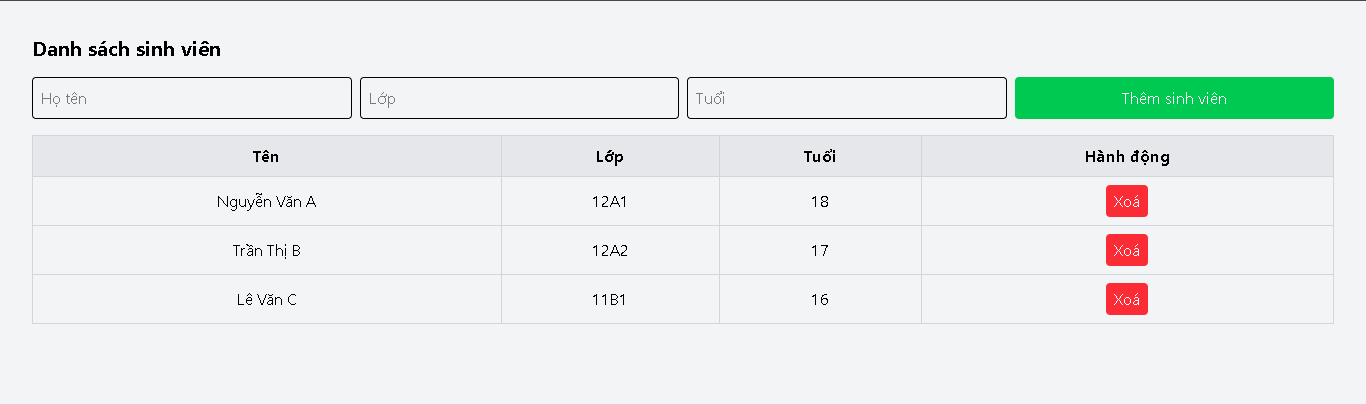 Danh sách sinh viên
Họ tên Lớp Tuổi Thêm sinh viên
Tên Lớp Tuổi Hành động
Nguyễn Văn A 12A1 18 Xoá
Trần Thị B 12A2 17 Xoá
Lê Văn C 11B1 16 Xoá